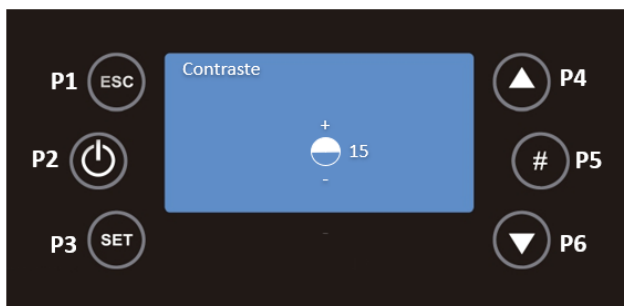 Contraste
P1 ESC
P4
+
P2
15
# P5
-
P3 SET
-
P6